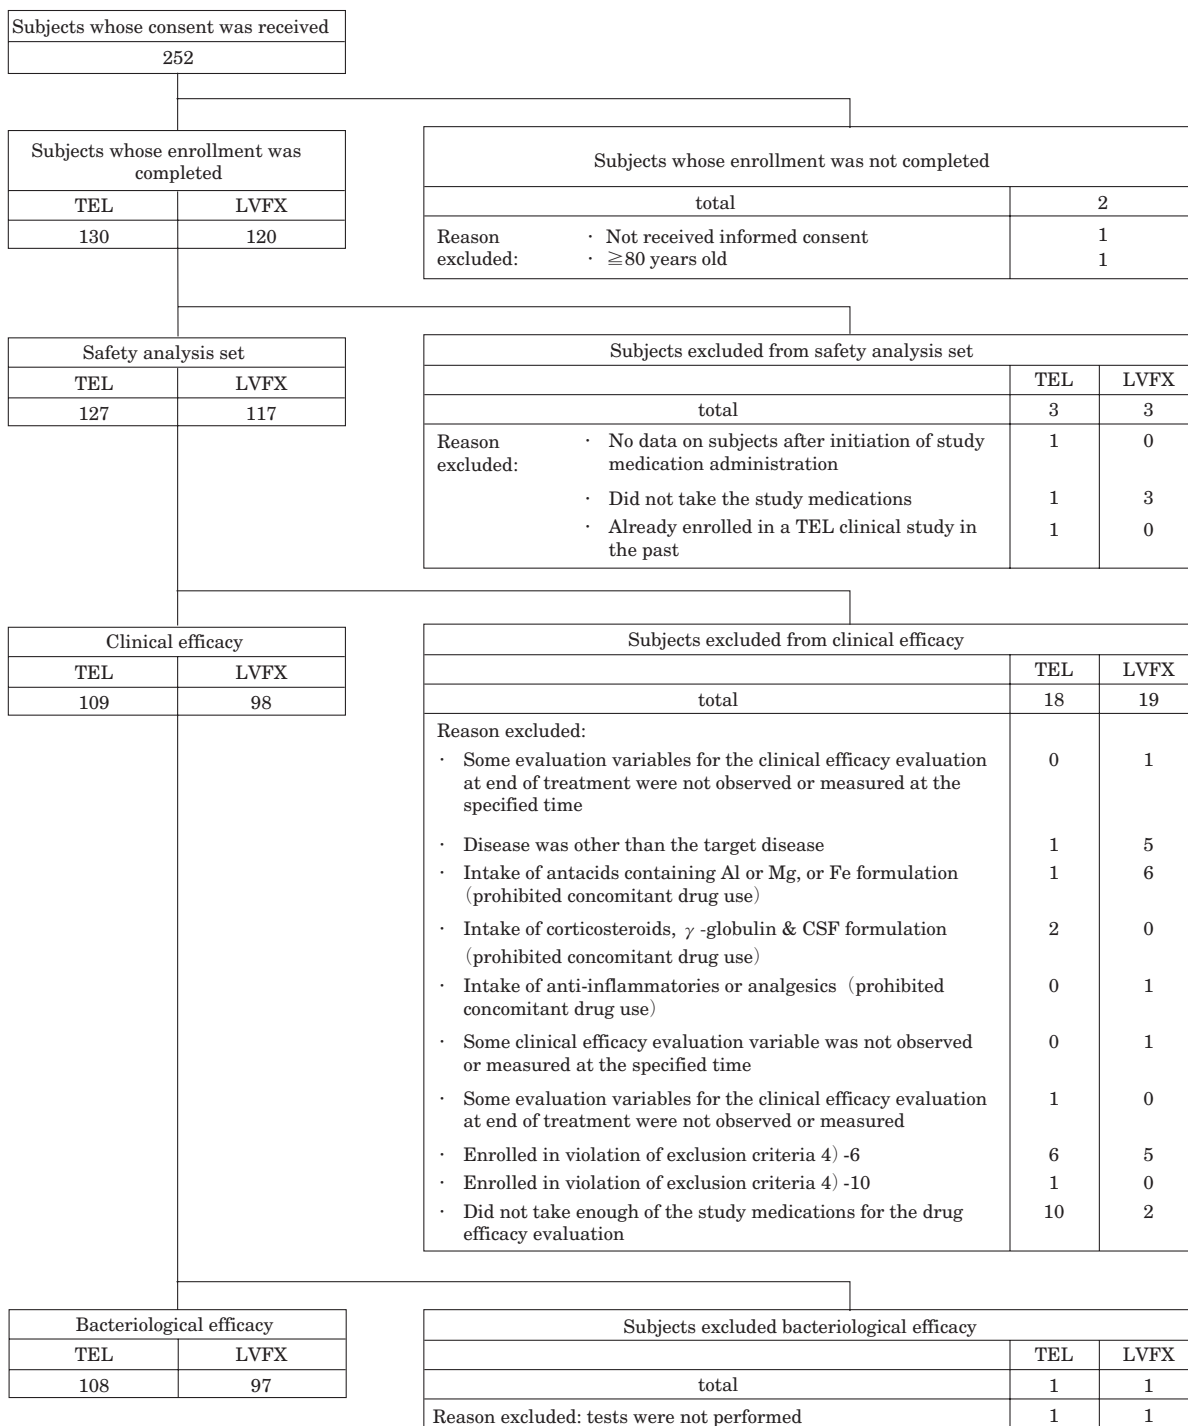 Subjects whose consent was received
252
Subjects whose enrollment was
completed
TEL LVFX
130 120
Subjects whose enrollment was not completed
total 2
Reason · Not received informed consent 1
excluded: · ≧80 years old 1
Safety analysis set
TEL LVFX
127 117
Subjects excluded from safety analysis set
TEL LVFX
total 3 3
Reason · No data on subjects after initiation of study 1 0
excluded: medication administration
· Did not take the study medications 1 3
· Already enrolled in a TEL clinical study in 1 0
the past
Clinical efficacy
TEL LVFX
109 98
Subjects excluded from clinical efficacy
TEL LVFX
total 18 19
Reason excluded:
· Some evaluation variables for the clinical efficacy evaluation 0 1
at end of treatment were not observed or measured at the
specified time
· Disease was other than the target disease 1 5
· Intake of antacids containing Al or Mg, or Fe formulation 1 6
(prohibited concomitant drug use)
· Intake of corticosteroids, γ -globulin & CSF formulation 2 0
(prohibited concomitant drug use)
· Intake of anti-inflammatories or analgesics (prohibited 0 1
concomitant drug use)
· Some clinical efficacy evaluation variable was not observed 0 1
or measured at the specified time
· Some evaluation variables for the clinical efficacy evaluation 1 0
at end of treatment were not observed or measured
· Enrolled in violation of exclusion criteria 4) -6 6 5
· Enrolled in violation of exclusion criteria 4) -10 1 0
· Did not take enough of the study medications for the drug 10 2
efficacy evaluation
Bacteriological efficacy
TEL LVFX
108 97
Subjects excluded bacteriological efficacy
TEL LVFX
total 1 1
Reason excluded: tests were not performed 1 1